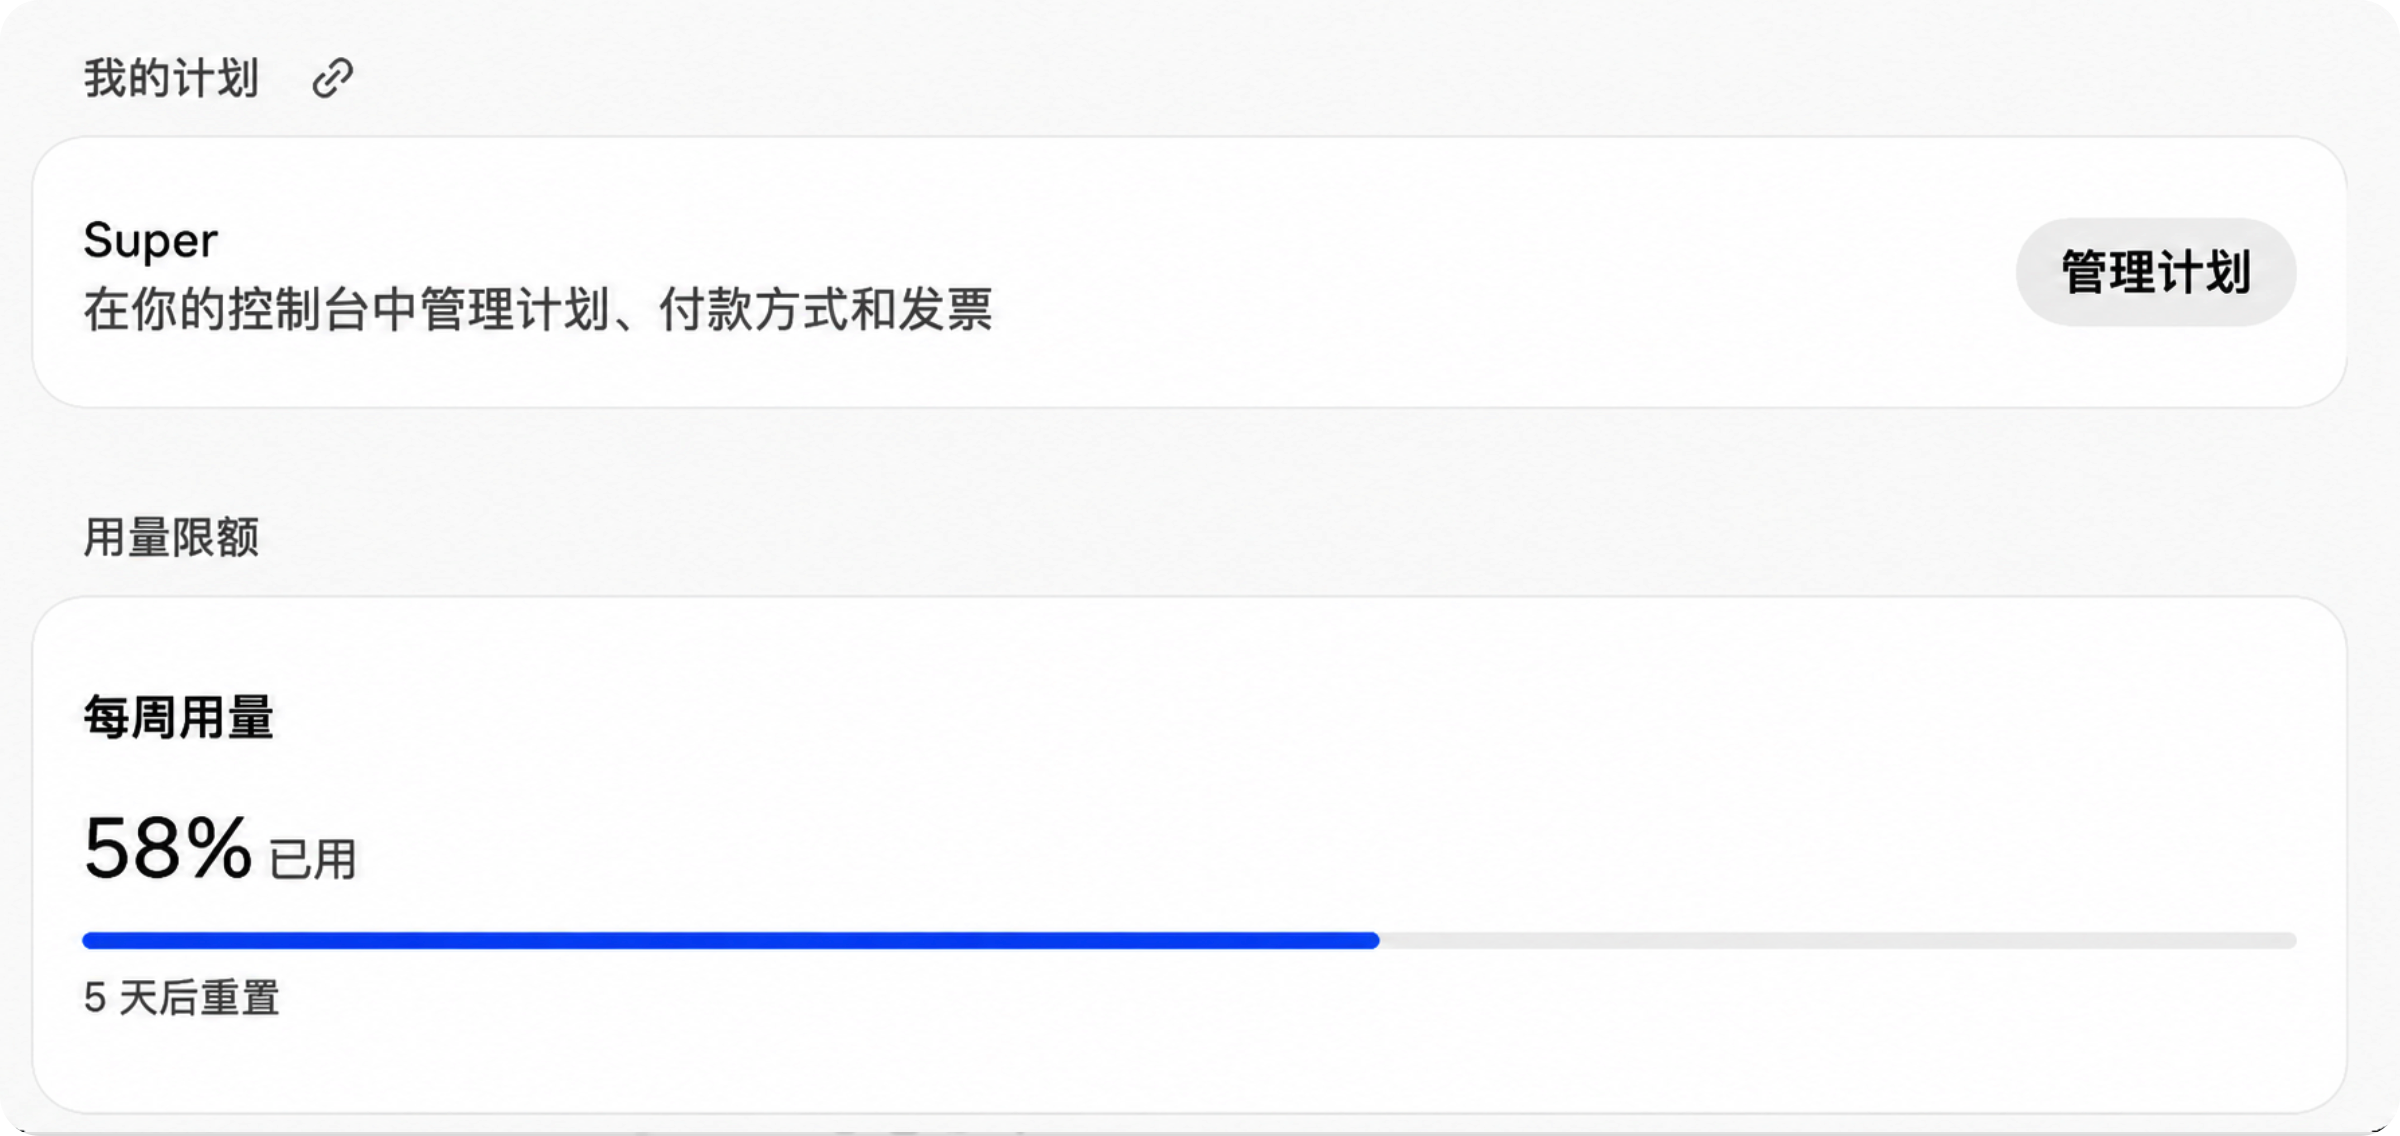 我的计划
Super
在你的控制台中管理计划、付款方式和发票
管理计划
用量限额
每周用量
58% 已用
5 天后重置